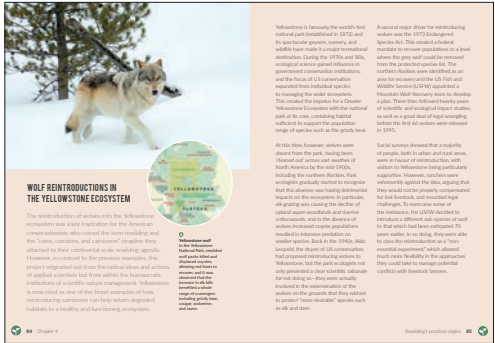 WOLF REINTRODUCTIONS IN
THE YELLOWSTONE ECOSYSTEM
The reintroduction of wolves into the Yellowstone
ecosystem was a key inspiration for the American
conservationists who coined the term rewilding and
the "cores, corridors, and carnivores" strapline they
attached to their continental scale rewilding agenda.
However, in contrast to the previous examples, this
project originated not from the radical ideas and actions
of applied scientists but from within the bureaucratic
institutions of scientific nature management. Yellowstone
is now cited as one of the finest examples of how
reintroducing carnivores can help return degraded
habitats to a healthy and functioning ecosystem.
Yellowstone wolf
In the Yellowstone
National Park,
wolf packs killed and
displaced coyotes,
allowing
recover, and it was
observed that the
increase in elk kills
benefited a whole
range of scavengers
including grizzly bear,
cougar, wolverine,
and raven.
84 Chapter 4
Yellowstone is famously the world's first
national park (established in 1872) and
its spectacular geysers, scenery, and
wildlife have made it a major recreational
destination. During the 1970s and '80s,
ecological science gained influence in
government conservation institutions,
and the focus of US conservation
expanded from individual species
to managing the wider ecosystem.
This created the impetus for a Greater
Yellowstone Ecosystem with the national
park at its core, containing habitat
sufficient to support the population
range of species such as the grizzly bear.
At this time, however, wolves were
absent from the park, having been
'cleaned out' across vast swathes of
North America by the mid-1900s,
including the northern Rockies. Park
ecologists gradually started to recognize
that this absence was having detrimental
impacts on the ecosystem. In particular,
elk grazing was causing the decline of
upland aspen woodlands and riverine
cottonwoods, and in the absence of
wolves increased coyote populations
resulted in intensive predation on
smaller species. Back in the 1940s, Aldo
Leopold, the doyen of US conservation,
had proposed reintroducing wolves to
Yellowstone, but the park ecologists not
only presented a clear scientific rationale
for not doing so—they were actually
involved in the extermination of the
wolves on the grounds that they wished
to protect "more desirable" species such
as elk and deer.
A second major driver for reintroducing
wolves was the 1973 Endangered
Species Act. This created a federal
mandate to recover populations to a level
where the grey wolf could be removed
from the protected species list. The
northern Rockies were identified as an
area for recovery and the US Fish and
Wildlife Service (USFW) appointed a
Mountain Wolf Recovery team to develop
a plan. There then followed twenty years
of scientific and ecological impact studies,
as well as a good deal of legal wrangling,
before the first 66 wolves were released
in 1995.
Social surveys showed that a majority
of people, both in urban and rural areas,
were in favour of reintroduction, with
visitors to Yellowstone being particularly
supportive. However, ranchers were
vehemently against the idea, arguing that
they would not be properly compensated
for lost livestock, and mounted legal
challenges. To overcome some of
the resistance, the USFW decided to
introduce a different sub-species of wolf
to that which had been extirpated 70
years earlier. In so doing, they were able
to class the reintroduction as a "non-
essential experiment," which allowed
much more flexibility in the approaches
they could take to manage potential
conflicts with livestock farmers.
Rewilding's practical origins 85